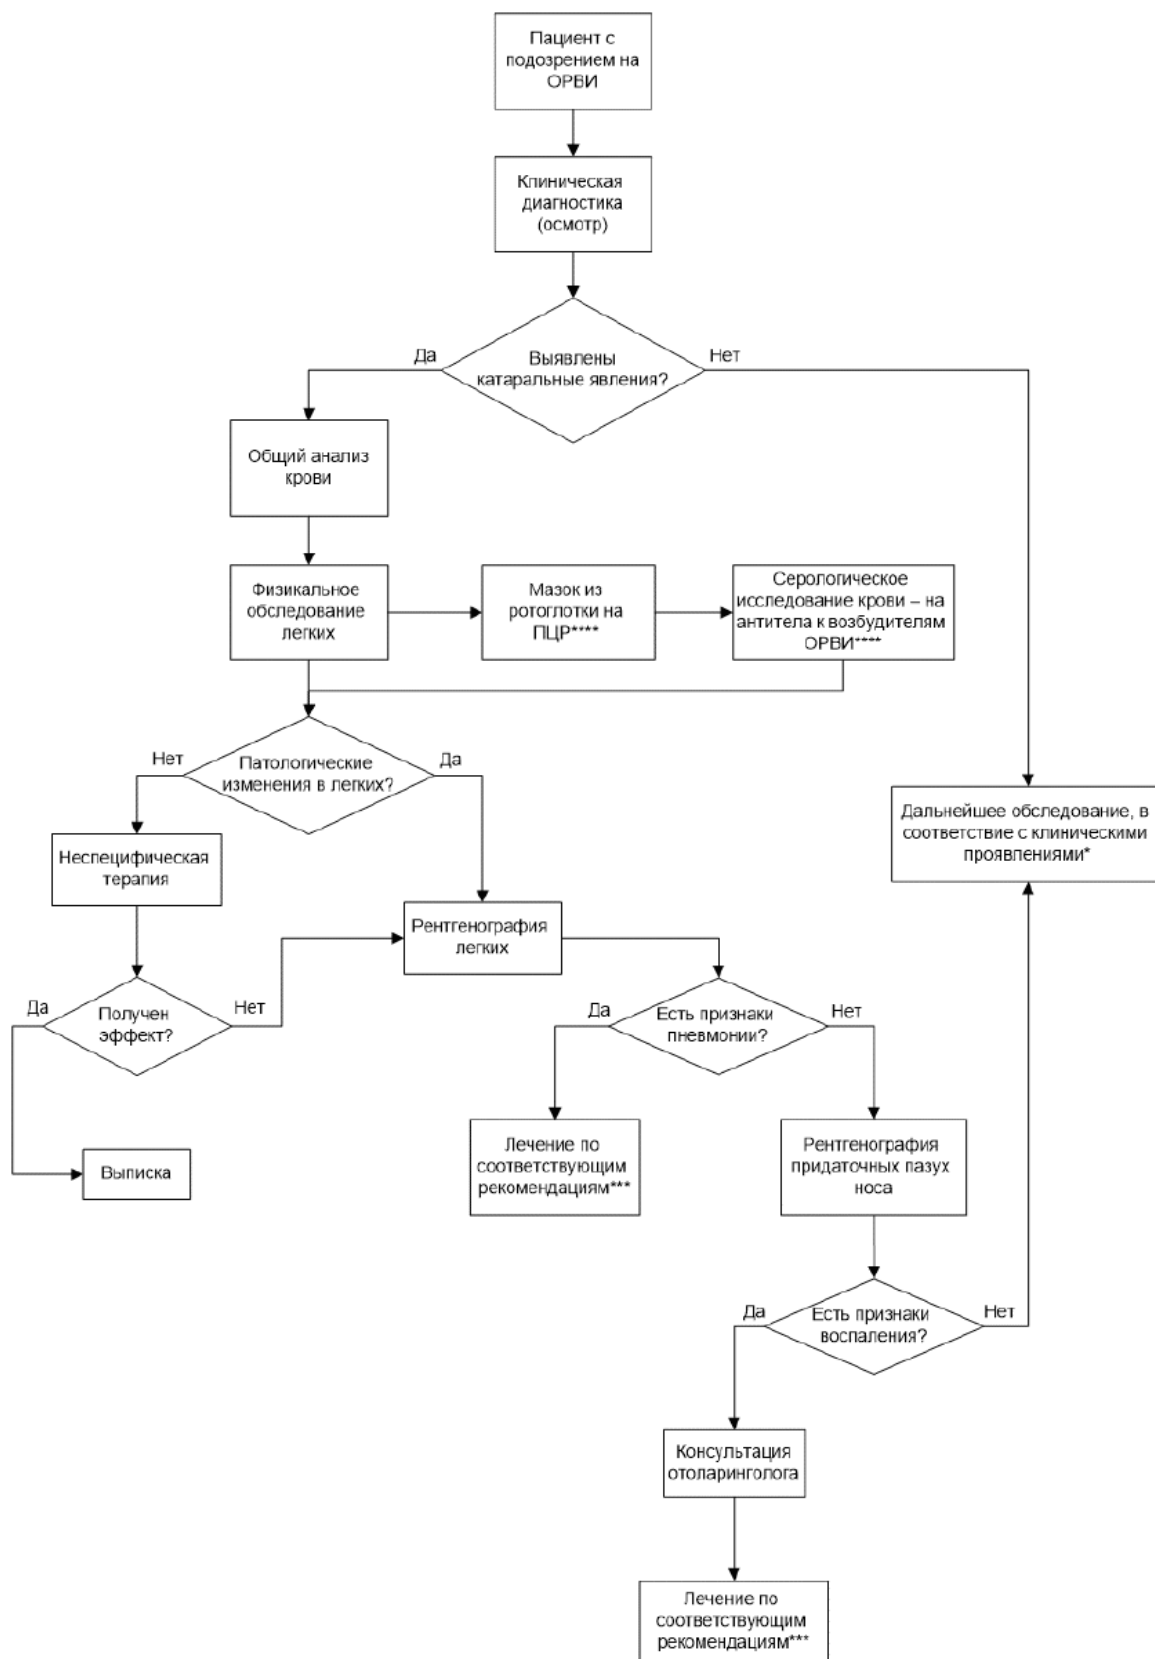 Пациент с
подозрением на
ОРВИ
Клиническая
диагностика
(осмотр)
Да
Выявлены
катаральные явления?
Нет
Общий анализ
крови
Физикальное
обследование
легких
Мазок из
ротоглотки на
ПЦР****
Серологическое
исследование крови – на
антитела к возбудителям
ОРВИ****
Нет
Патологические
изменения в легких?
Да
Дальнейшее обследование, в
соответствие с клиническими
проявлениями*
Неспецифическая
терапия
Рентгенография
легких
Да
Получен
эффект?
Нет
Да
Есть признаки
пневмонии?
Нет
Выписка
Лечение по
соответствующим
рекомендациям***
Рентгенография
придаточных пазух
носа
Да
Есть признаки
воспаления?
Нет
Консультация
отоларинголога
Лечение по
соответствующим
рекомендациям***